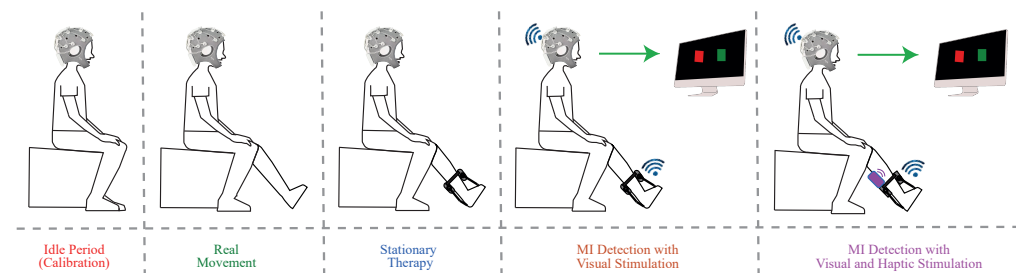 Idle Period
(Calibration)
Real
Movement
Stationary
Therapy
MI Detection with
Visual Stimulation
MI Detection with
Visual and Haptic Stimulation